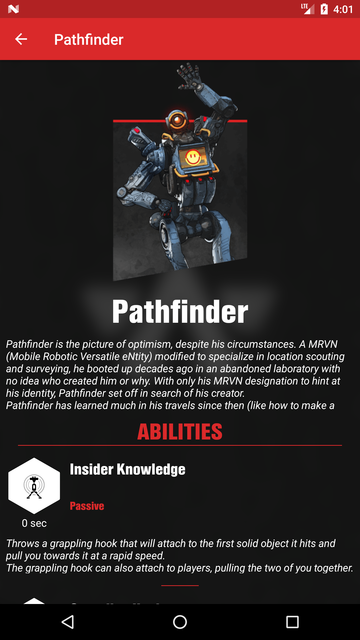 LTE 4:01
Pathfinder
Pathfinder
Pathfinder is the picture of optimism, despite his circumstances. A MRVN
(Mobile Robotic Versatile eNtity) modified to specialize in location scouting
and surveying, he booted up decades ago in an abandoned laboratory with
no idea who created him or why. With only his MRVN designation to hint at
his identity, Pathfinder set off in search of his creator.
Pathfinder has learned much in his travels since then (like how to make a
ABILITIES
Insider Knowledge
Passive
0 sec
Throws a grappling hook that will attach to the first solid object it hits and
pull you towards it at a rapid speed.
The grappling hook can also attach to players, pulling the two of you together.